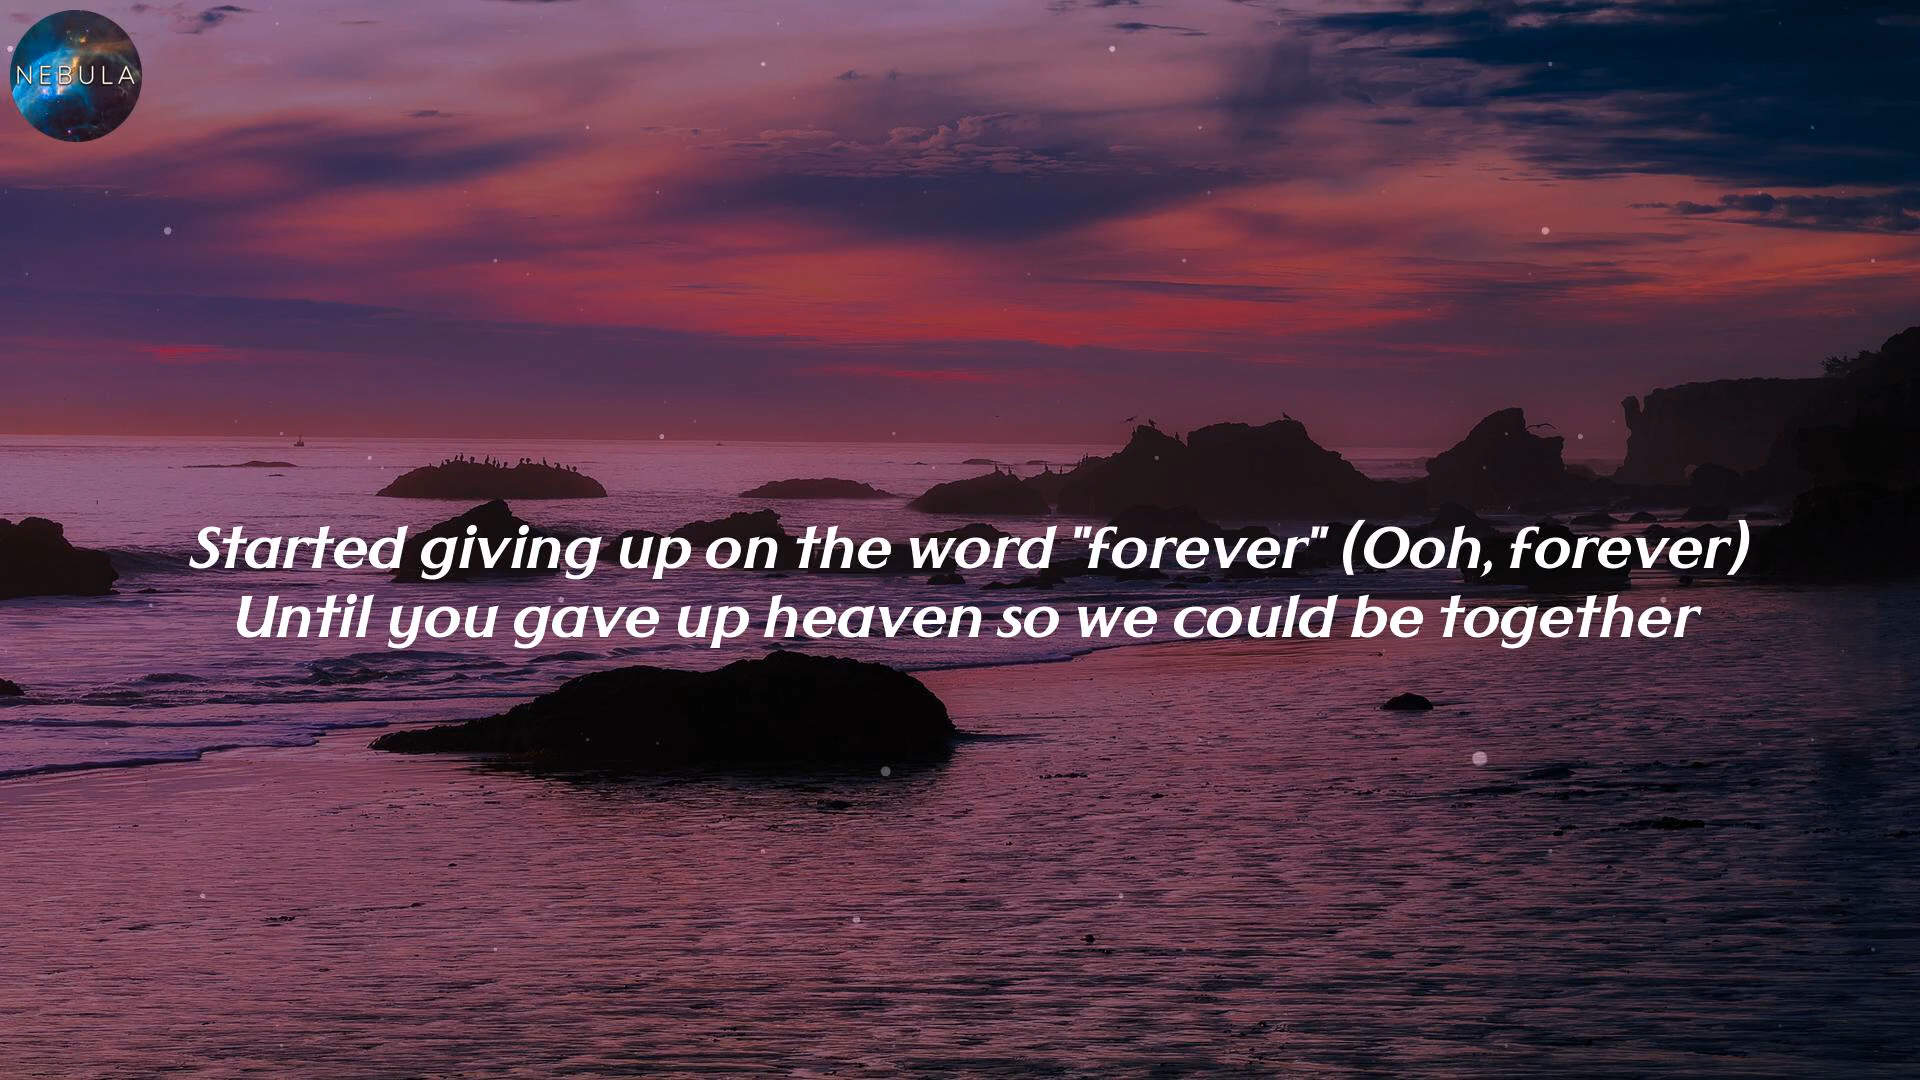 NEBULA
Started giving up on the word "forever" (Ooh, forever)
Until you gave up heaven so we could be together